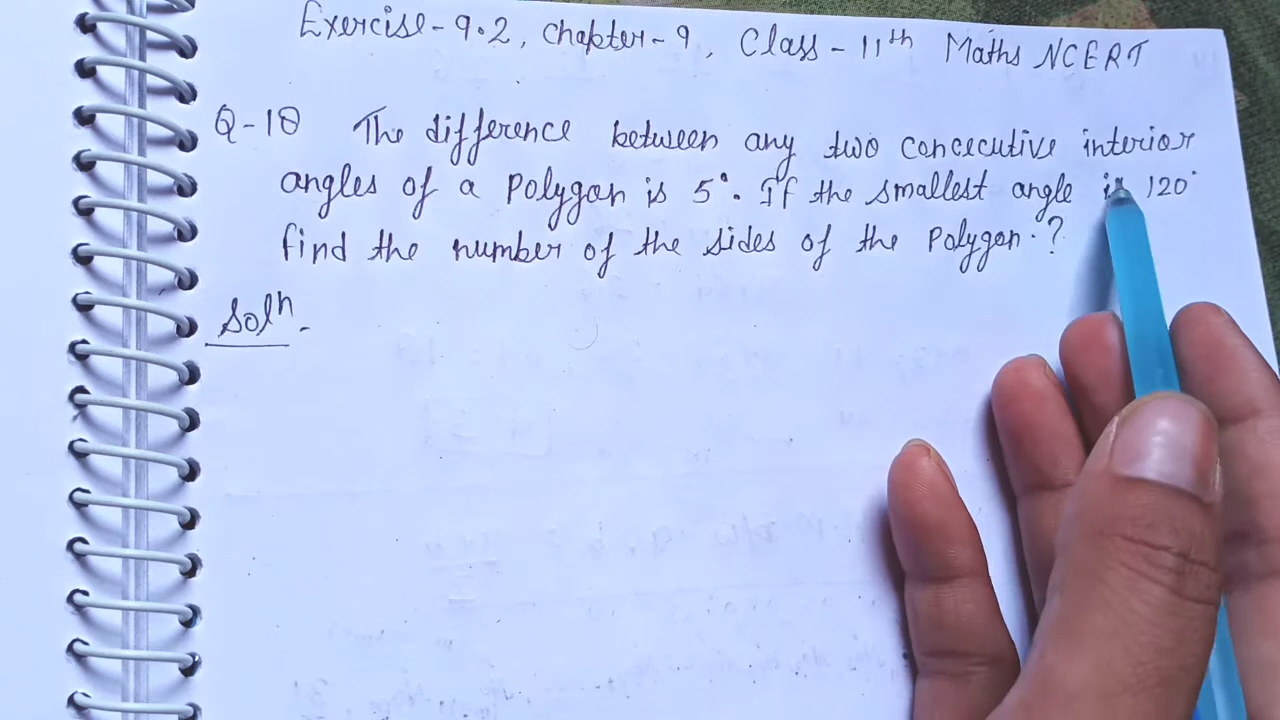 Exercise-9.2, Chapter-9, Class-11th Maths NCERT
Q-18 The difference between any two concecutive interior
angles of a polygon is 5°. If the smallest angle is 120°
find the number of the sides of the polygon.?
Solⁿ.